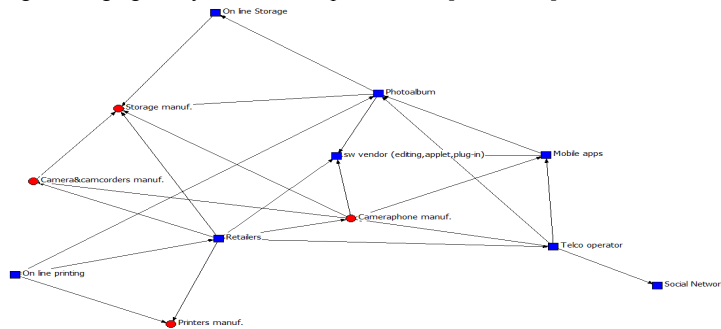 On line Storage
Photoalbum
Storage manuf.
sw vendor (editing,applet,plug-in)
Mobile apps
Camera&camcorders manuf.
Cameraphone manuf.
Retailers
Telco operator
On line printing
Social Networ
Printers manuf.